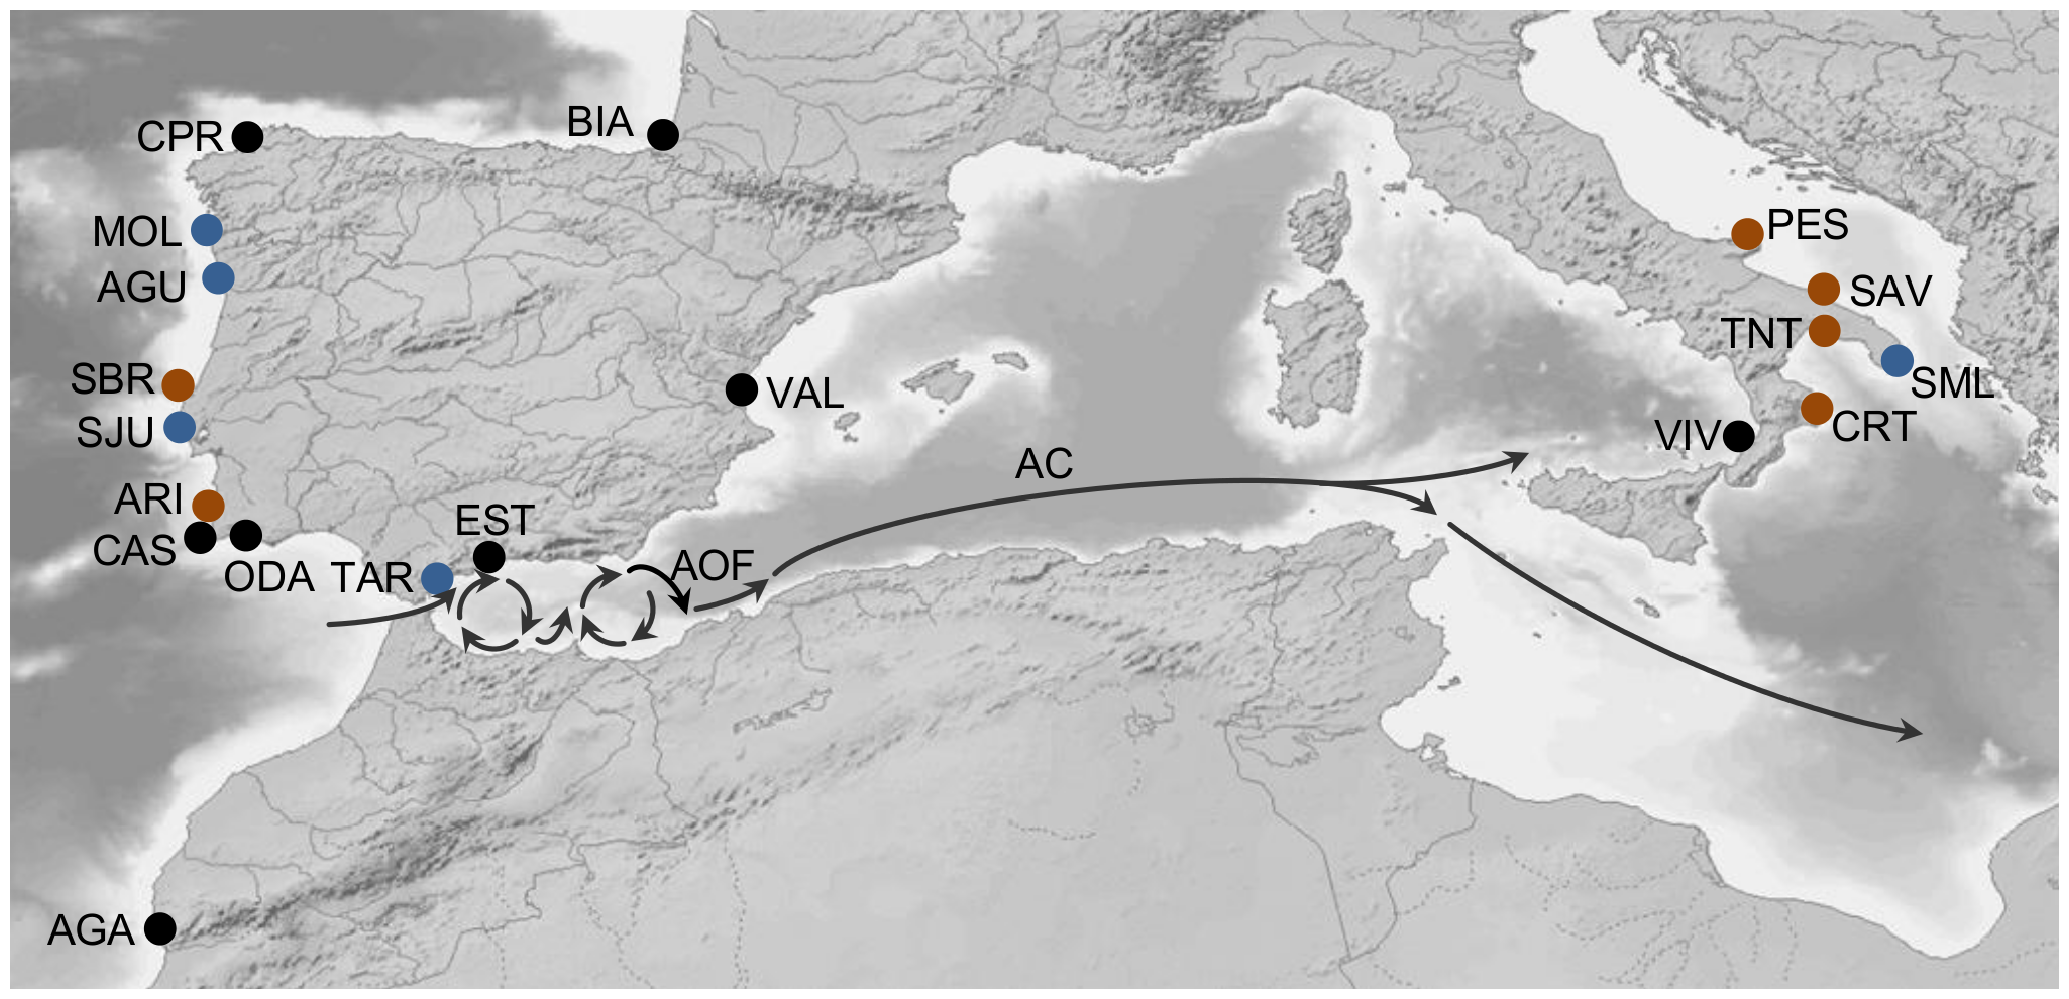 BIA
CPR
MOL
PES
AGU
SAV
TNT
SBR
SML
VAL
SJU
CRT
VIV
AC
ARI
EST
CAS
AOF
ODA
TAR
AGA